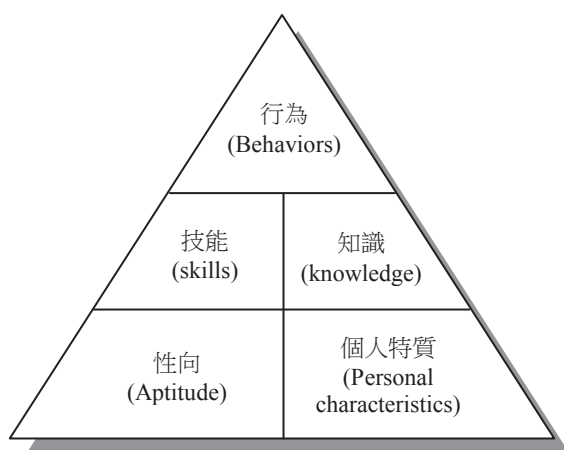 行為
(Behaviors)
技能
(skills)
知識
(knowledge)
性向
(Aptitude)
個人特質
(Personal
characteristics)